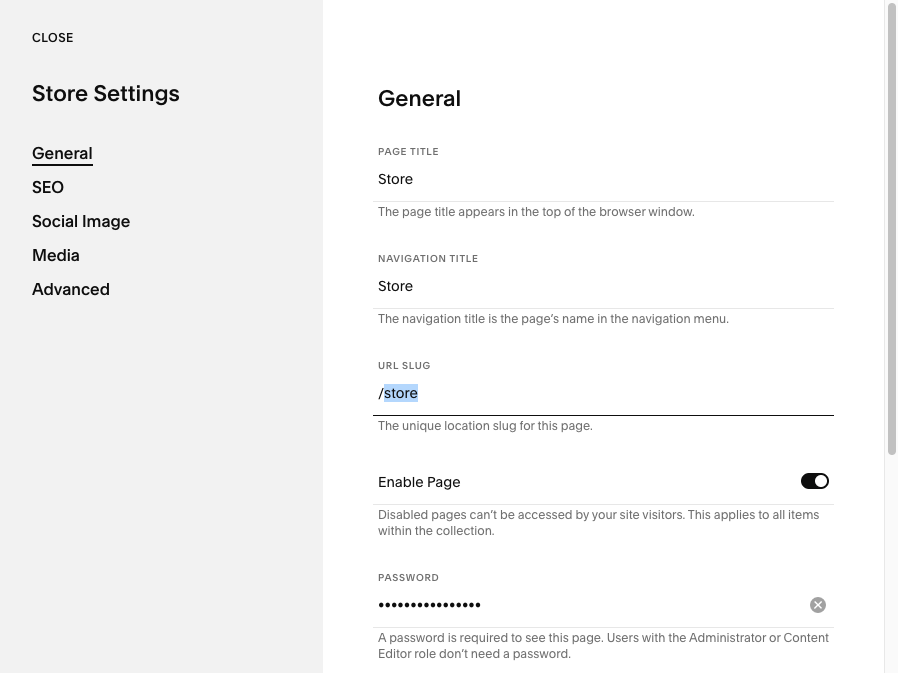 CLOSE
Store Settings
General
SEO
Social Image
Media
Advanced
General
PAGE TITLE
Store
The page title appears in the top of the browser window.
NAVIGATION TITLE
Store
The navigation title is the page’s name in the navigation menu.
URL SLUG
/store
The unique location slug for this page.
Enable Page
Disabled pages can’t be accessed by your site visitors. This applies to all items
within the collection.
PASSWORD
••••••••••••••••
A password is required to see this page. Users with the Administrator or Content
Editor role don’t need a password.